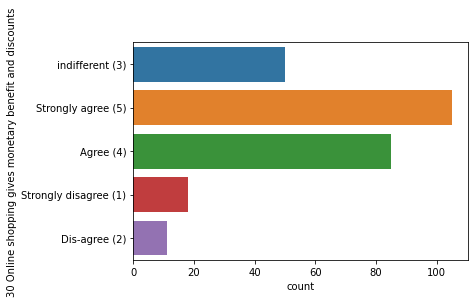 30 Online shopping gives monetary benefit and discounts
indifferent (3)
Strongly agree (5)
Agree (4)
Strongly disagree (1)
Dis-agree (2)
0 20 40 60 80 100
count